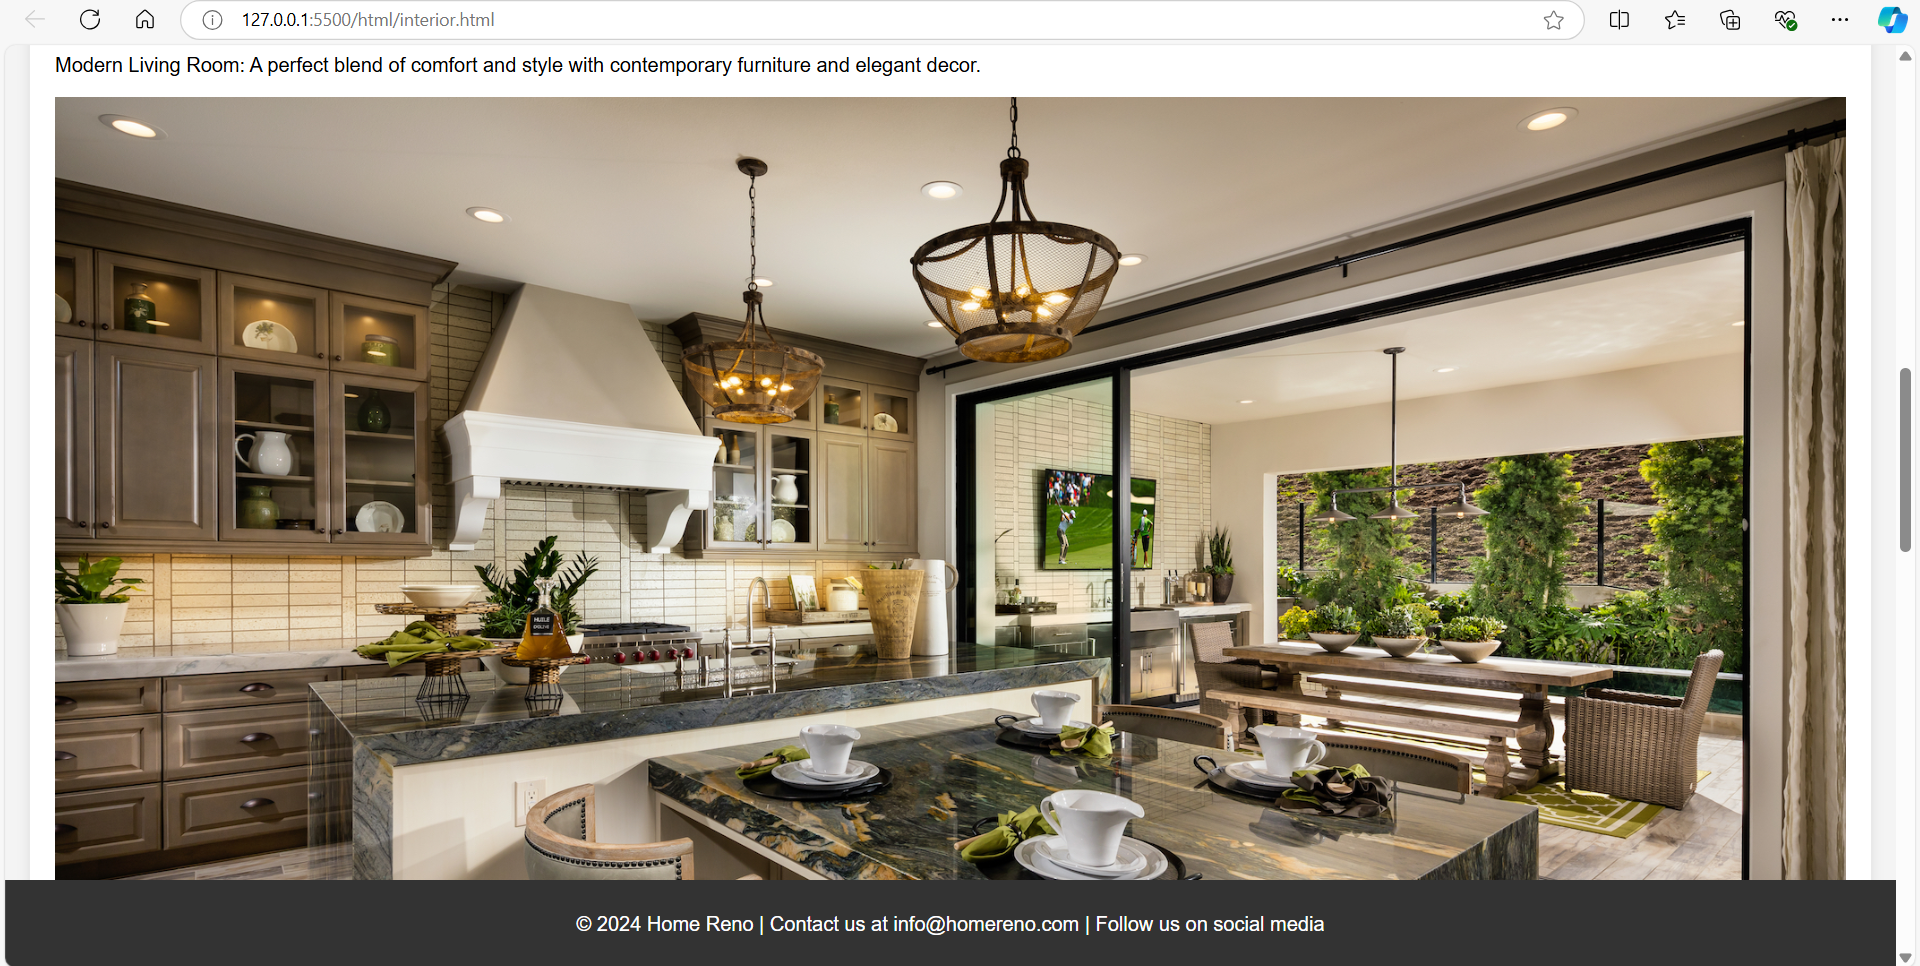 127.0.0.1:5500/html/interior.html
Modern Living Room: A perfect blend of comfort and style with contemporary furniture and elegant decor.
HUILE
© 2024 Home Reno | Contact us at info@homereno.com | Follow us on social media